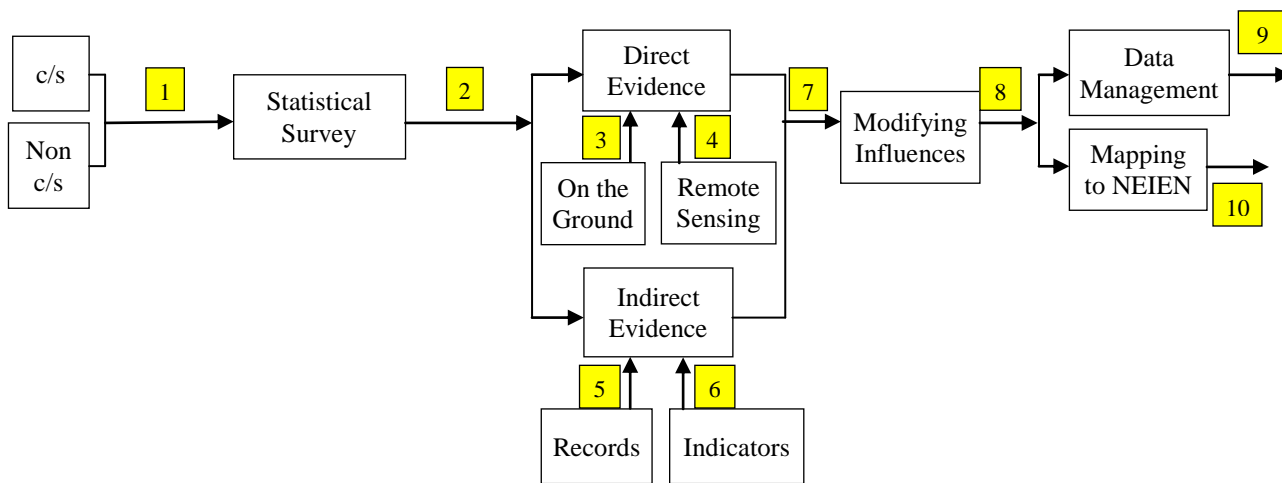 c/s
Non
c/s
1
Statistical
Survey
2
Direct
Evidence
3
4
On the
Ground
Remote
Sensing
Indirect
Evidence
5
6
Records
Indicators
7
Modifying
Influences
8
Data
Management
9
Mapping
to NEIEN
10